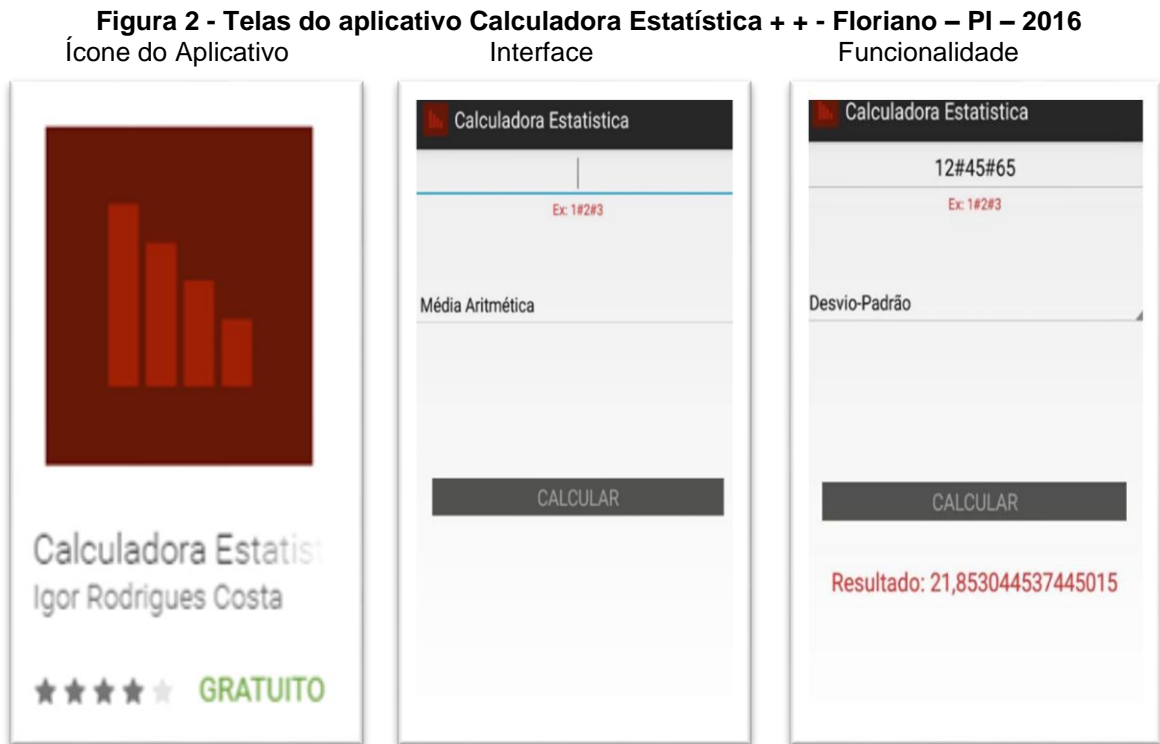 Figura 2 - Telas do aplicativo Calculadora Estatística + + - Floriano – PI – 2016
Ícone do Aplicativo
Interface
Funcionalidade
Calculadora Estatist
Igor Rodrigues Costa
GRATUITO
Calculadora Estatistica
Ex: 1#2#3
Média Aritmética
CALCULAR
Calculadora Estatistica
12#45#65
Ex: 1#2#3
Desvio-Padrão
CALCULAR
Resultado: 21,853044537445015